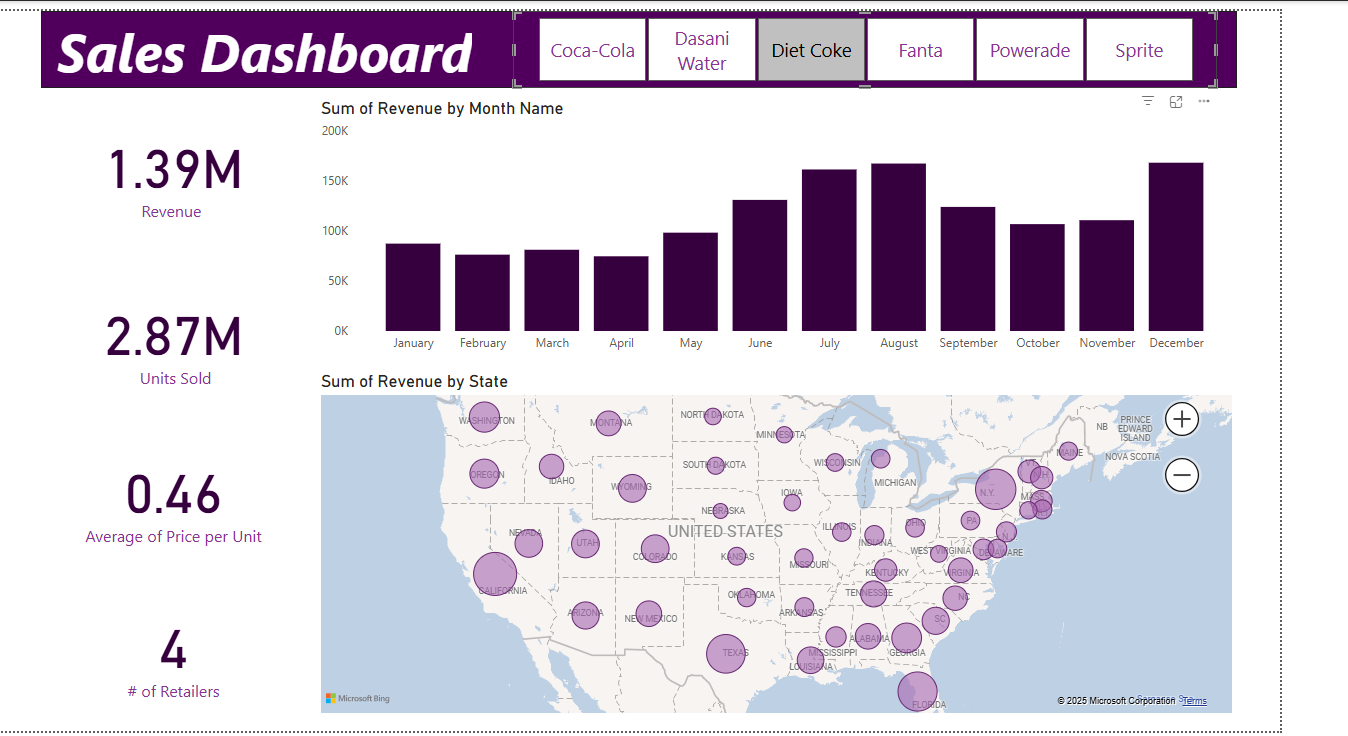 Sales Dashboard
Coca-Cola
Dasani
Water
Diet Coke
Fanta
Powerade
Sprite
1.39M
Revenue
2.87M
Units Sold
0.46
Average of Price per Unit
4
# of Retailers
Sum of Revenue by Month Name
200K
150K
100K
50K
0K
January
February
March
April
May
June
July
August
September
October
November
December
Sum of Revenue by State
WASHINGTON
MONTANA
NORTH DAKOTA
MINNESOTA
OREGON
IDAHO
WYOMING
SOUTH DAKOTA
WISCONSIN
MICHIGAN
N.Y.
VT
NH
MAINE
NB
PRINCE
EDWARD
ISLAND
NOVA SCOTIA
MASS
IOWA
NEBRASKA
UNITED STATES
NEVADA
UTAH
COLORADO
KANSAS
MISSOURI
ILLINOIS
INDIANA
OHIO
PA
WEST VIRGINIA
DELAWARE
CALIFORNIA
KENTUCKY
VIRGINIA
ARIZONA
NEW MEXICO
OKLAHOMA
ARKANSAS
TENNESSEE
NC
SC
TEXAS
LOUISIANA
MISSISSIPPI
ALABAMA
GEORGIA
FLORIDA
Microsoft Bing
© 2025 Microsoft Corporation
Terms